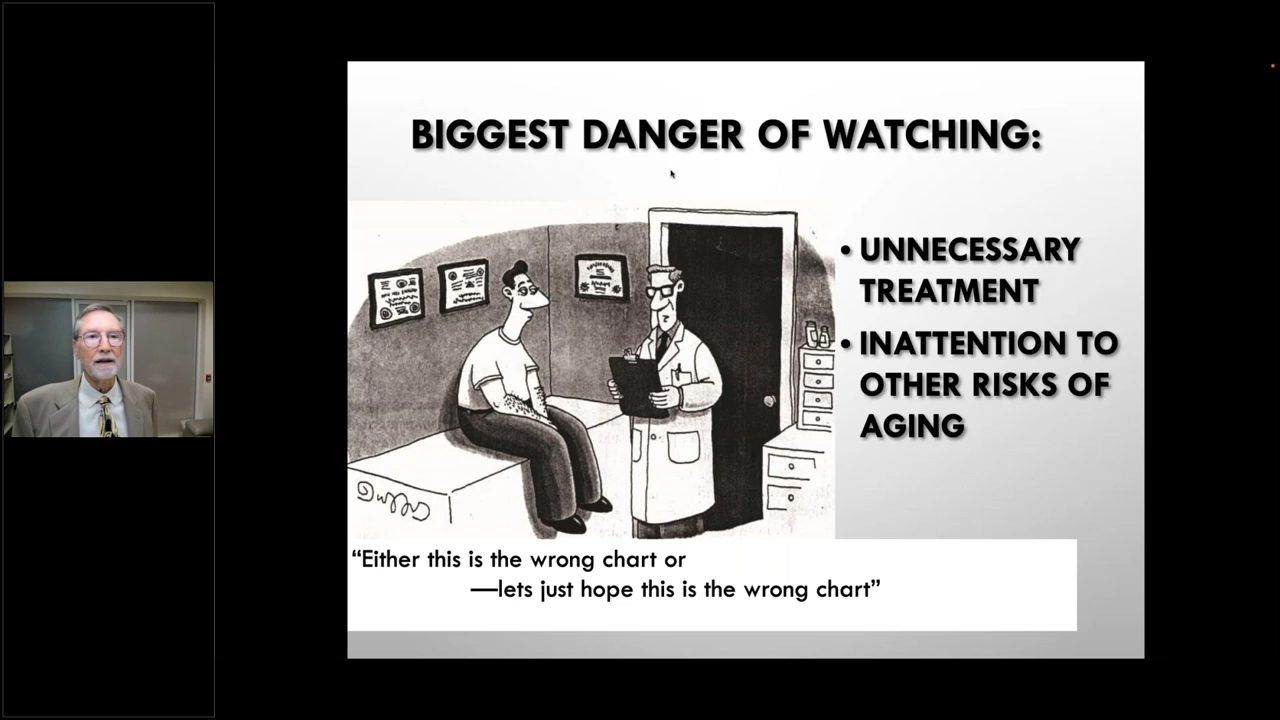 BIGGEST DANGER OF WATCHING:
• UNNECESSARY
TREATMENT
• INATTENTION TO
OTHER RISKS OF
AGING
“Either this is the wrong chart or
—lets just hope this is the wrong chart”